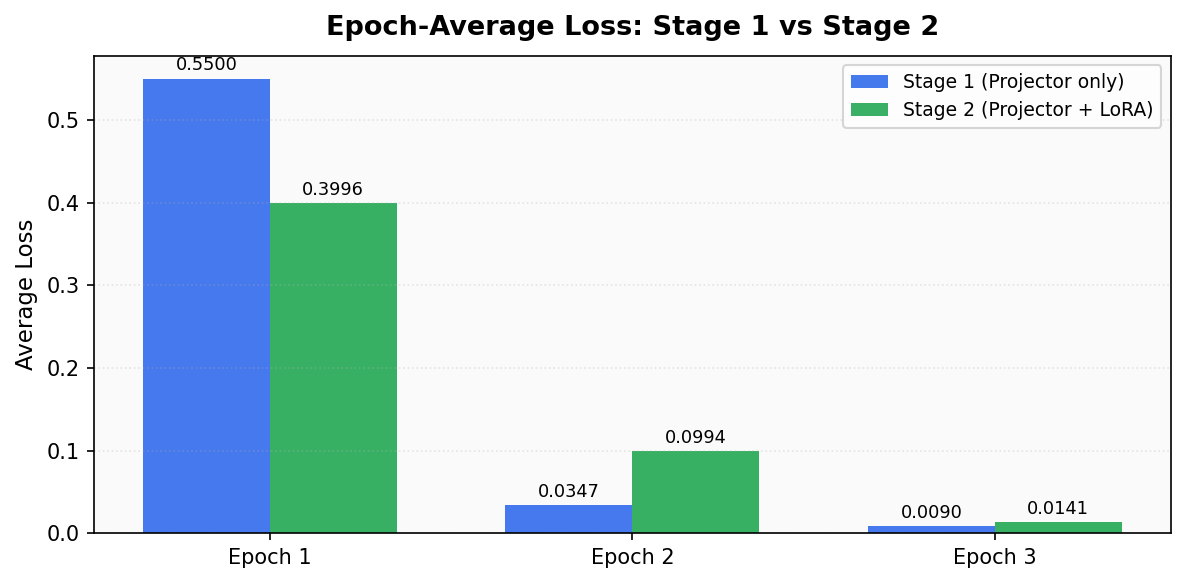 Epoch-Average Loss: Stage 1 vs Stage 2
Stage 1 (Projector only)
Stage 2 (Projector + LoRA)
Average Loss
0.5
0.4
0.3
0.2
0.1
0.0
0.5500
0.3996
0.0347
0.0994
0.0090
0.0141
Epoch 1
Epoch 2
Epoch 3